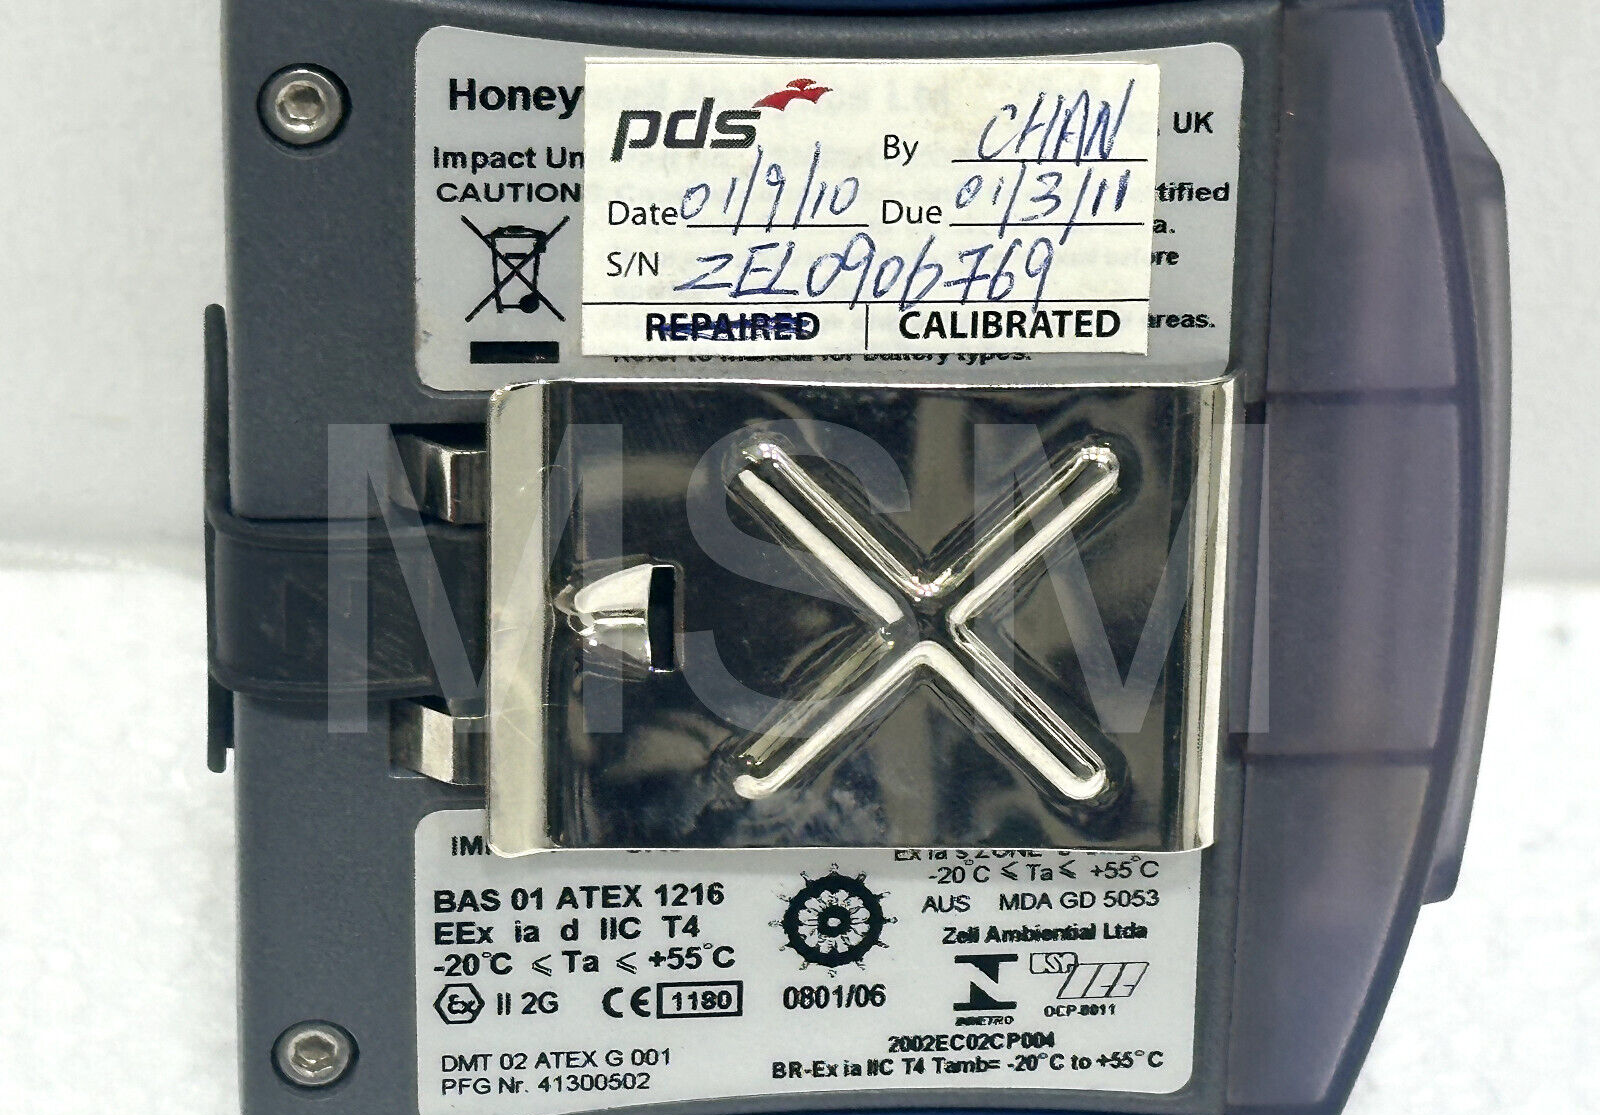 Honey
pds
By CHAN
UK
Impact Un
CAUTION
Date 01/9/10 Due 01/3/11
tified
a.
S/N ZEL0906769
REPAIRED CALIBRATED
areas.
MSM
BAS 01 ATEX 1216
EEx ia d IIC T4
-20°C ≤ Ta ≤ +55°C
Ex II 2G CE 1180
0801/06
DMT 02 ATEX G 001
PFG Nr. 41300502
-20°C ≤ Ta ≤ +55°C
AUS MDA GD 5053
Zell Ambiential Ltda
OCP-0011
2002EC02CP004
BR-Ex ia IIC T4 Tamb= -20°C to +55°C